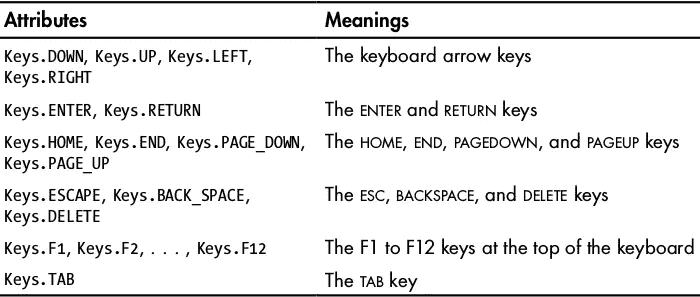 Attributes Meanings
Keys.DOWN, Keys.UP, Keys.LEFT, The keyboard arrow keys
Keys.RIGHT
Keys.ENTER, Keys.RETURN The ENTER and RETURN keys
Keys.HOME, Keys.END, Keys.PAGE_DOWN, The HOME, END, PAGEDOWN, and PAGEUP keys
Keys.PAGE_UP
Keys.ESCAPE, Keys.BACK_SPACE, The ESC, BACKSPACE, and DELETE keys
Keys.DELETE
Keys.F1, Keys.F2, . . . , Keys.F12 The F1 to F12 keys at the top of the keyboard
Keys.TAB The TAB key